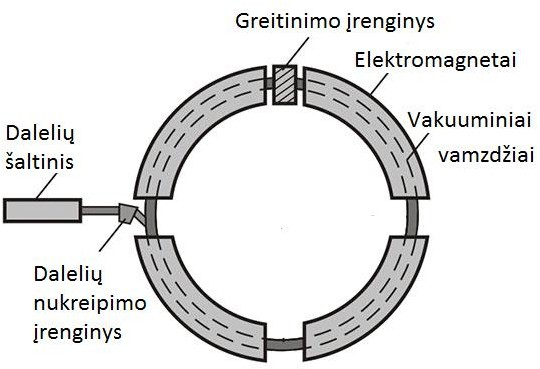 Greitinimo įrenginys
Elektromagnetai
Vakuuminiai
vamzdžiai
Dalelių
šaltinis
Dalelių
nukreipimo
įrenginys